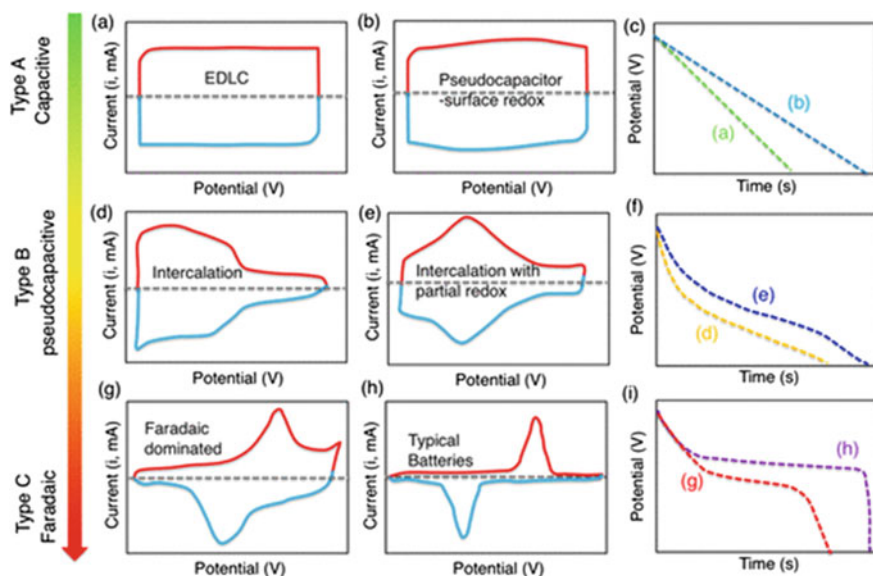 Type A
Capacitive
(a)
Current (i, mA)
EDLC
Potential (V)
(b)
Current (i, mA)
Pseudocapacitor
-surface redox
Potential (V)
(c)
Potential (V)
(b)
(a)
Time (s)
Type B
pseudocapacitive
(d)
Current (i, mA)
Intercalation
Potential (V)
(e)
Current (i, mA)
Intercalation with
partial redox
Potential (V)
(f)
Potential (V)
(e)
(d)
Time (s)
Type C
Faradaic
(g)
Current (i, mA)
Faradaic
dominated
Potential (V)
(h)
Current (i, mA)
Typical
Batteries
Potential (V)
(i)
Potential (V)
(h)
(g)
Time (s)